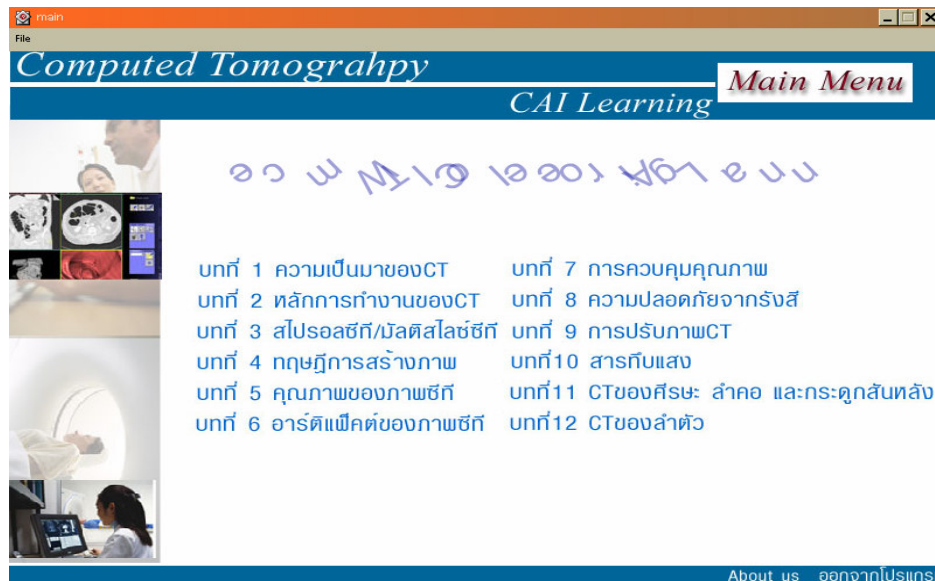 main
File
Computed Tomograhpy
Main Menu
CAI Learning
บทที่ 1 ความเป็นมาของCT
บทที่ 2 หลักการทำงานของCT
บทที่ 3 สไปรอลซีที/มัลติสไลซ์ซีที
บทที่ 4 ทฤษฎีการสร้างภาพ
บทที่ 5 คุณภาพของภาพซีที
บทที่ 6 อาร์ติแฟ็คต์ของภาพซีที
บทที่ 7 การควบคุมคุณภาพ
บทที่ 8 ความปลอดภัยจากรังสี
บทที่ 9 การปรับภาพCT
บทที่10 สารทึบแสง
บทที่11 CTของศีรษะ ลำคอ และกระดูกสันหลัง
บทที่12 CTของลำตัว
About us ออกจากโปรแกร